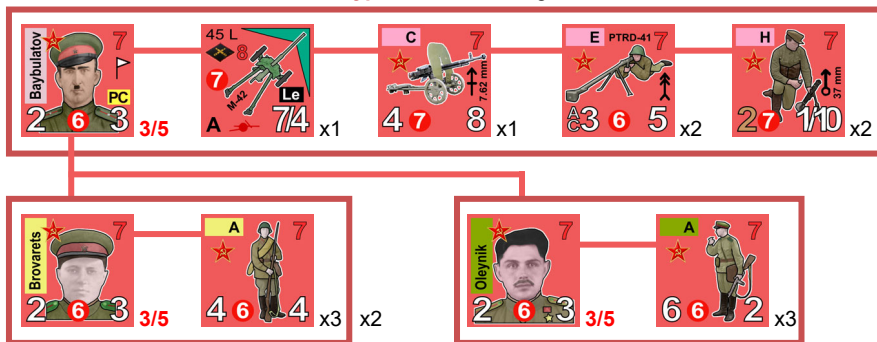 Baybulatov 7 PC 2 6 3 3/5
45 L 8 7 M-42 Le A 7/4 x1
C 7 7.62 mm 4 7 8 x1
E PTRD-41 7 AC3 6 5 x2
H 7 37 mm 2 7 1/10 x2
Brovarets 7 2 6 3 3/5
A 7 4 6 4 x3
x2
Oleynik 7 2 6 3 3/5
A 7 6 6 2 x3